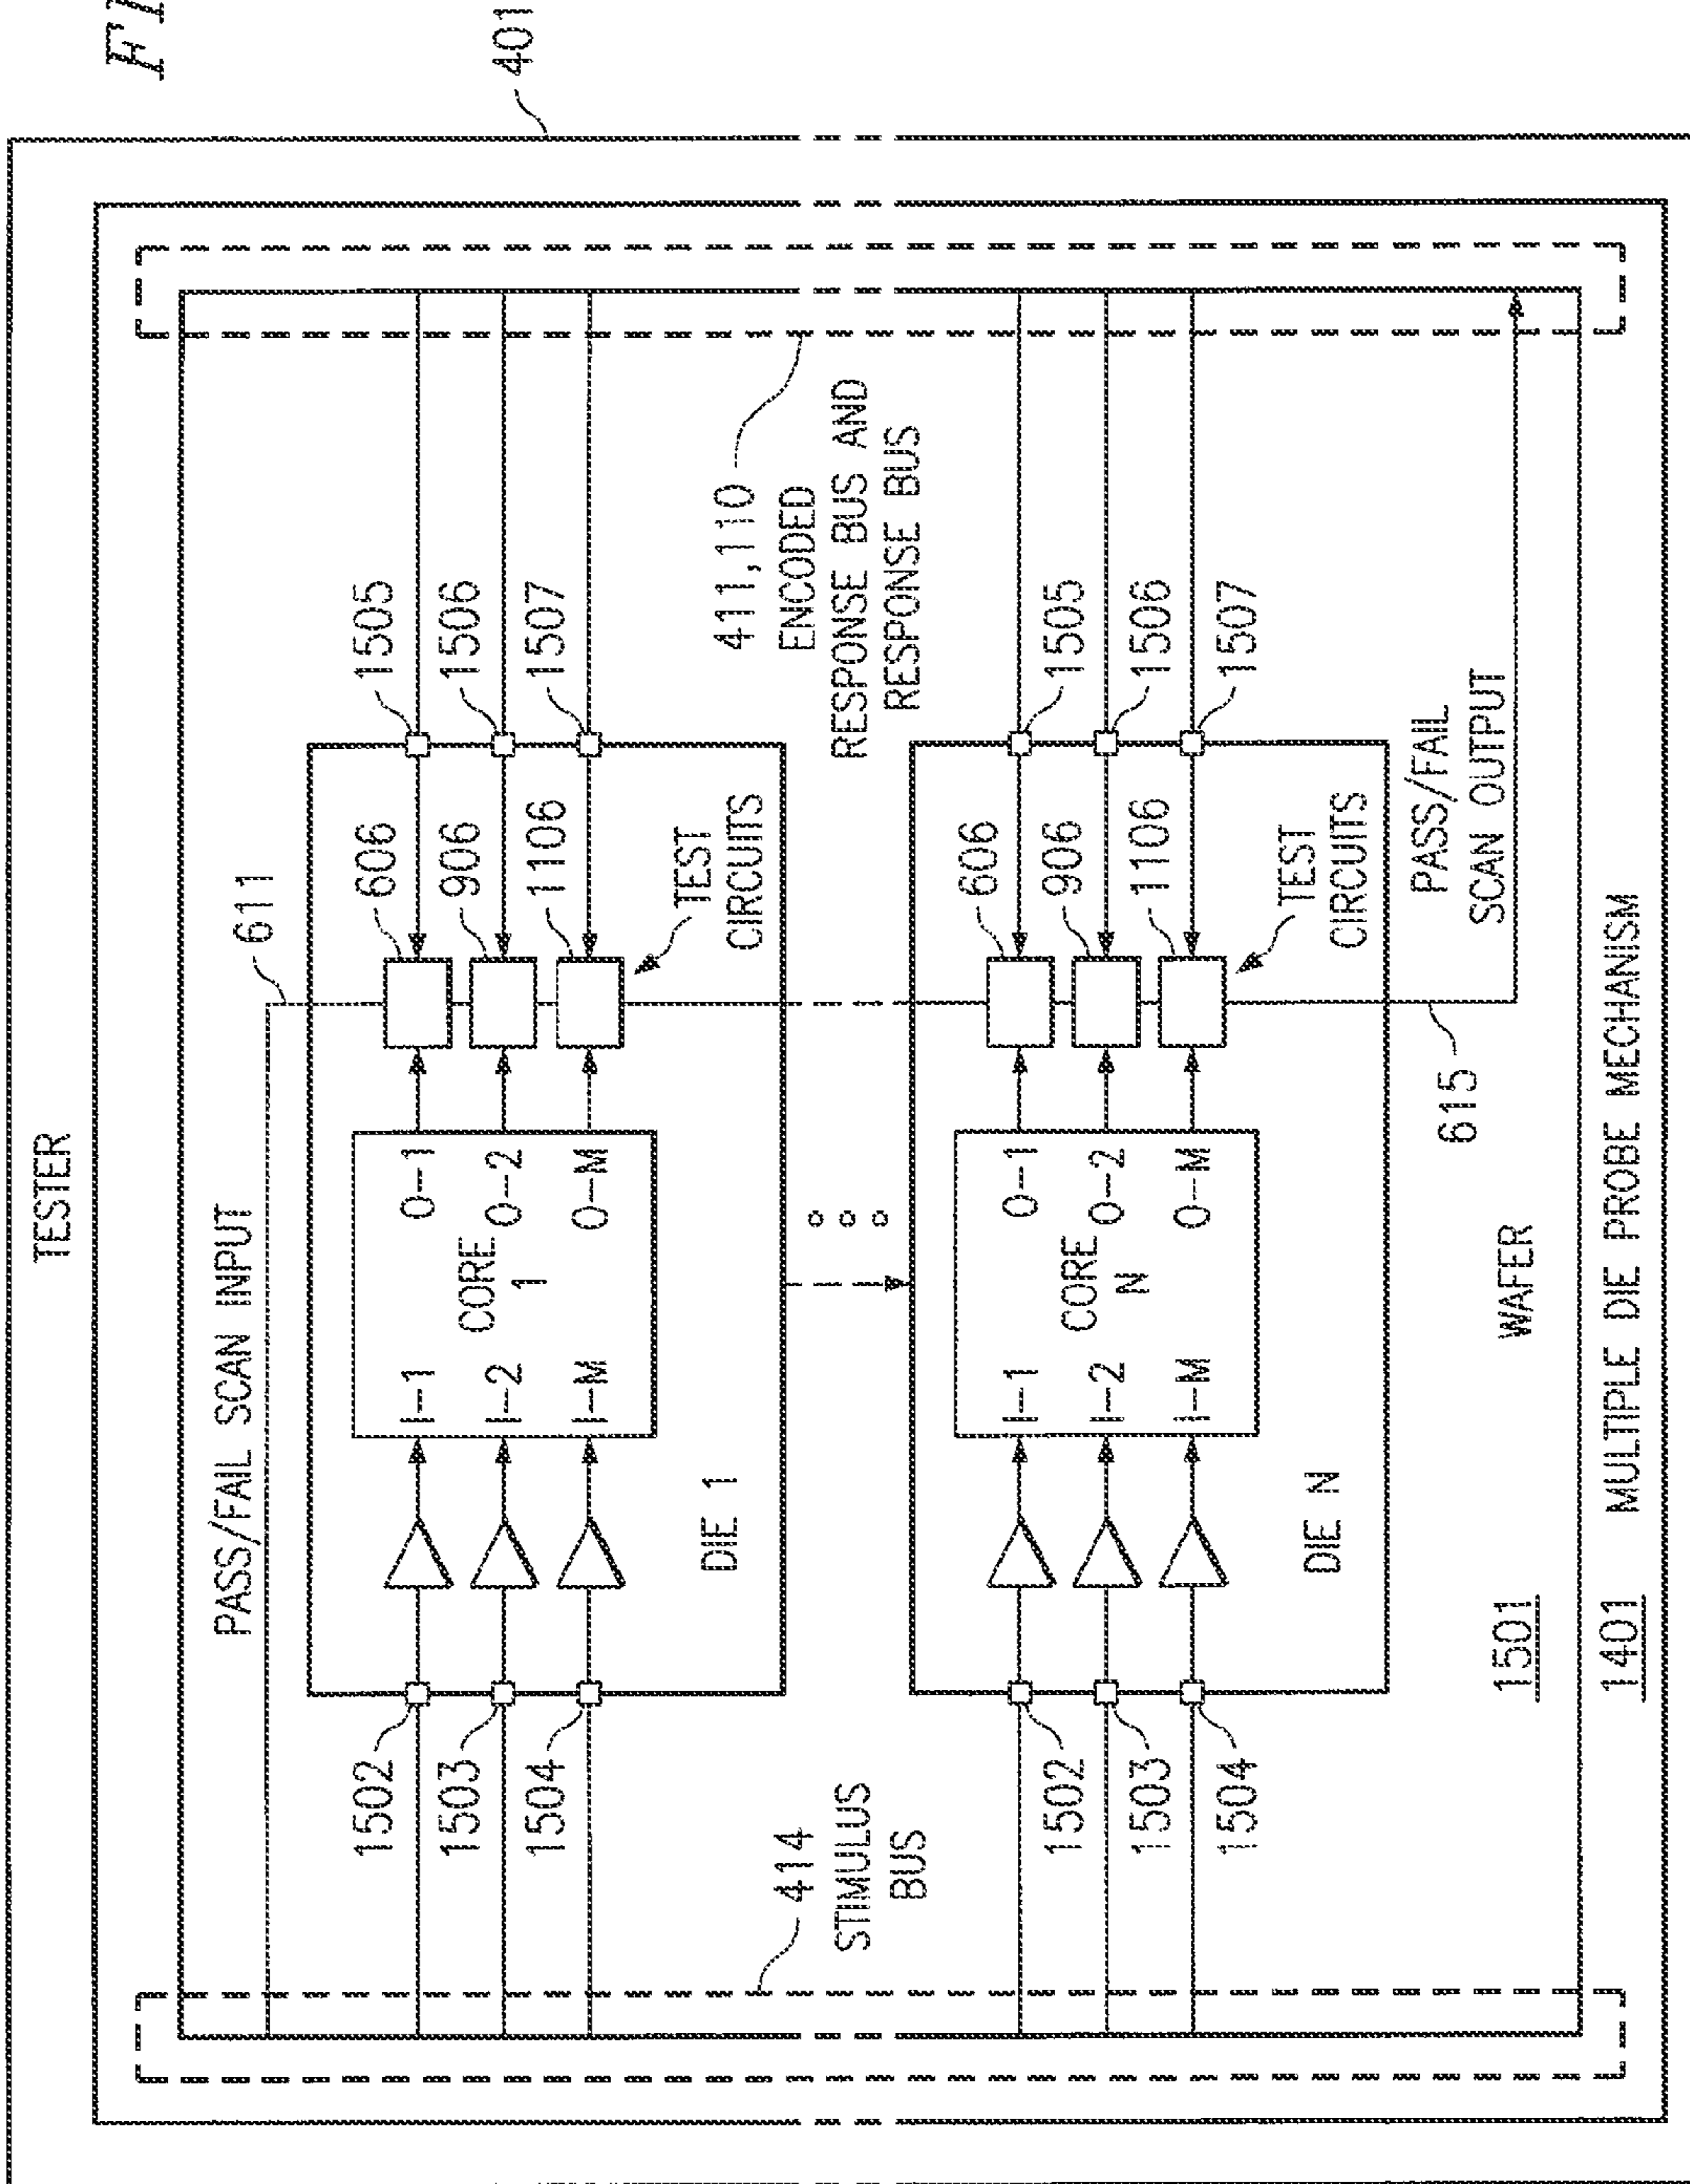 TESTER
401
PASS/FAIL SCAN INPUT
611
1502
1503
1504
I-1
I-2
I-M
CORE
1
O-1
O-2
O-M
606
906
1106
1505
1506
1507
DIE 1
TEST
CIRCUITS
414
STIMULUS
BUS
411,110
ENCODED
RESPONSE BUS AND
RESPONSE BUS
1502
1503
1504
I-1
I-2
I-M
CORE
N
O-1
O-2
O-M
606
906
1106
1505
1506
1507
DIE N
TEST
CIRCUITS
615
PASS/FAIL
SCAN OUTPUT
1501
WAFER
1401
MULTIPLE DIE PROBE MECHANISM